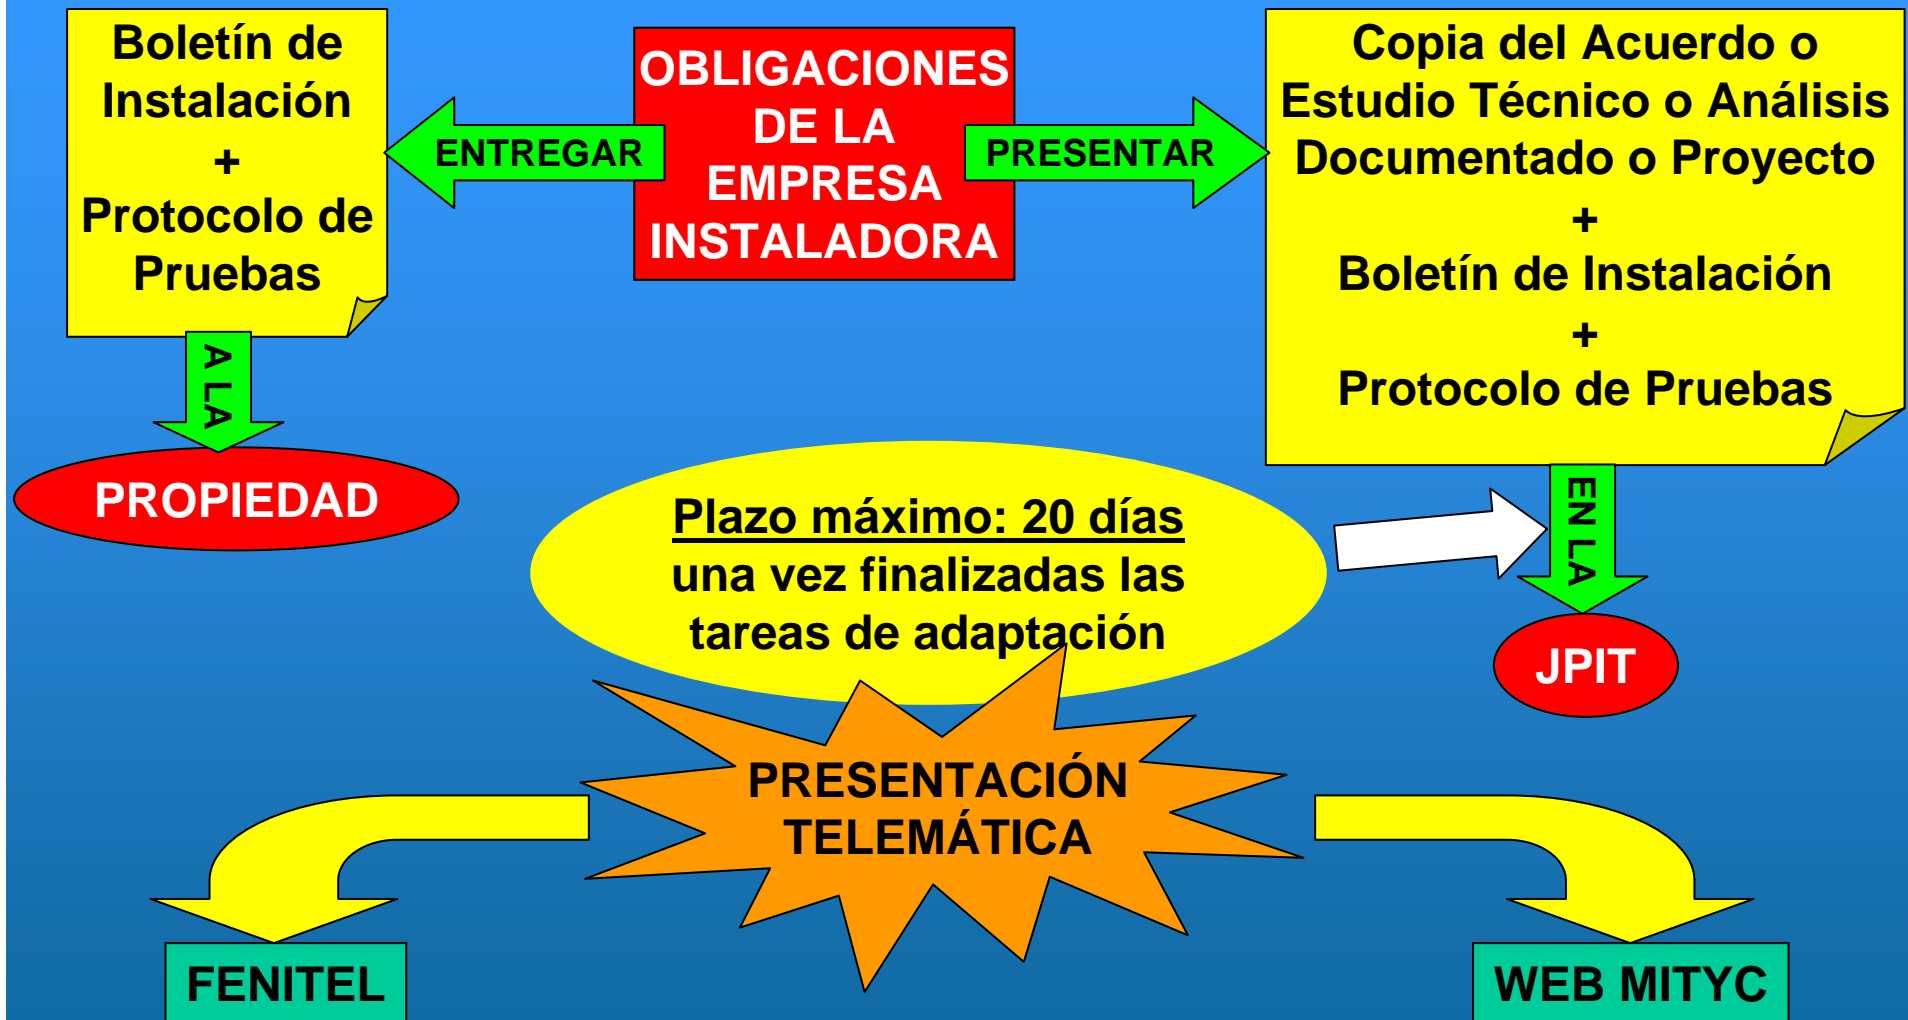 OBLIGACIONES
DE LA
EMPRESA
INSTALADORA
ENTREGAR
Boletín de
Instalación
+
Protocolo de
Pruebas
A LA
PROPIEDAD
PRESENTAR
Copia del Acuerdo o
Estudio Técnico o Análisis
Documentado o Proyecto
+
Boletín de Instalación
+
Protocolo de Pruebas
EN LA
JPIT
Plazo máximo: 20 días
una vez finalizadas las
tareas de adaptación
PRESENTACIÓN
TELEMÁTICA
FENITEL
WEB MITYC